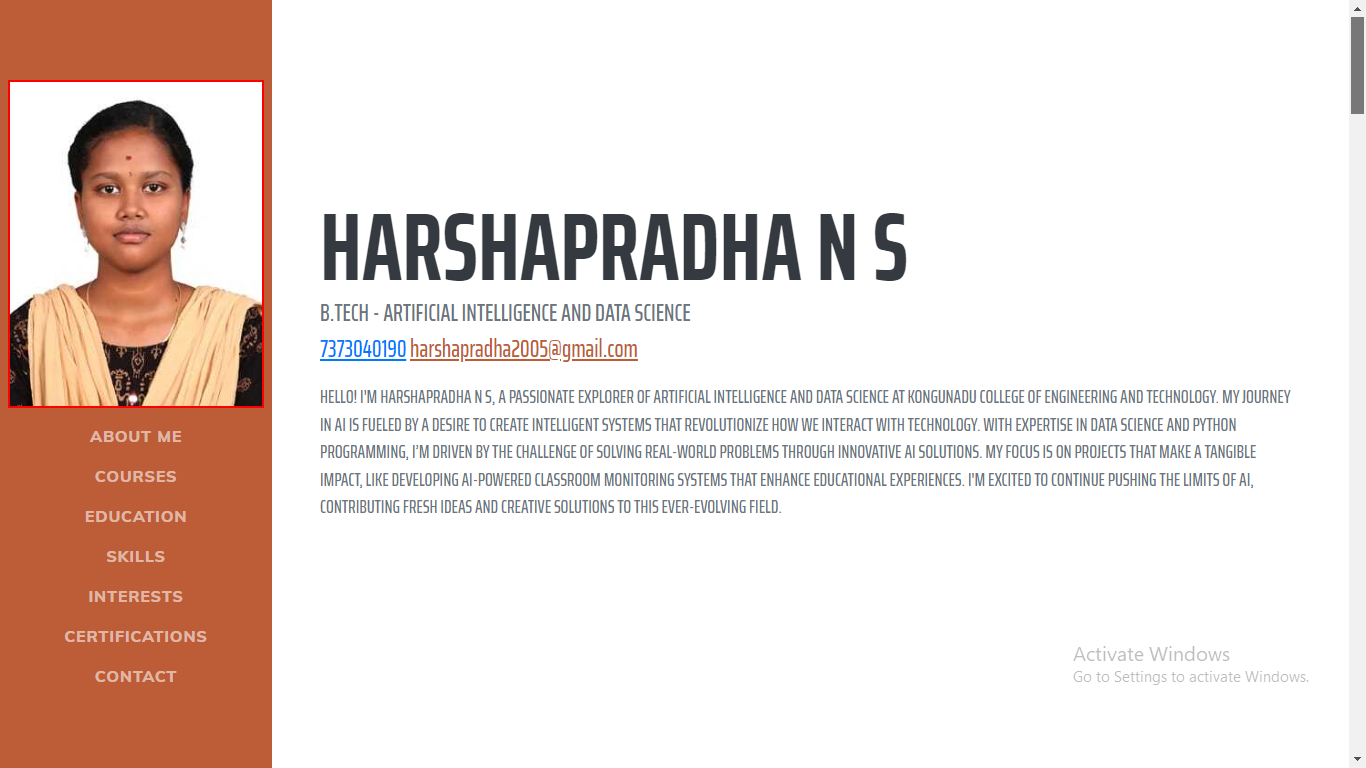 ABOUT ME
COURSES
EDUCATION
SKILLS
INTERESTS
CERTIFICATIONS
CONTACT
HARSHAPRADHA N S
B.TECH - ARTIFICIAL INTELLIGENCE AND DATA SCIENCE
7373040190 harshapradha2005@gmail.com
HELLO! I'M HARSHAPRADHA N S, A PASSIONATE EXPLORER OF ARTIFICIAL INTELLIGENCE AND DATA SCIENCE AT KONGUNADU COLLEGE OF ENGINEERING AND TECHNOLOGY. MY JOURNEY
IN AI IS FUELED BY A DESIRE TO CREATE INTELLIGENT SYSTEMS THAT REVOLUTIONIZE HOW WE INTERACT WITH TECHNOLOGY. WITH EXPERTISE IN DATA SCIENCE AND PYTHON
PROGRAMMING, I'M DRIVEN BY THE CHALLENGE OF SOLVING REAL-WORLD PROBLEMS THROUGH INNOVATIVE AI SOLUTIONS. MY FOCUS IS ON PROJECTS THAT MAKE A TANGIBLE
IMPACT, LIKE DEVELOPING AI-POWERED CLASSROOM MONITORING SYSTEMS THAT ENHANCE EDUCATIONAL EXPERIENCES. I'M EXCITED TO CONTINUE PUSHING THE LIMITS OF AI,
CONTRIBUTING FRESH IDEAS AND CREATIVE SOLUTIONS TO THIS EVER-EVOLVING FIELD.
Activate Windows
Go to Settings to activate Windows.